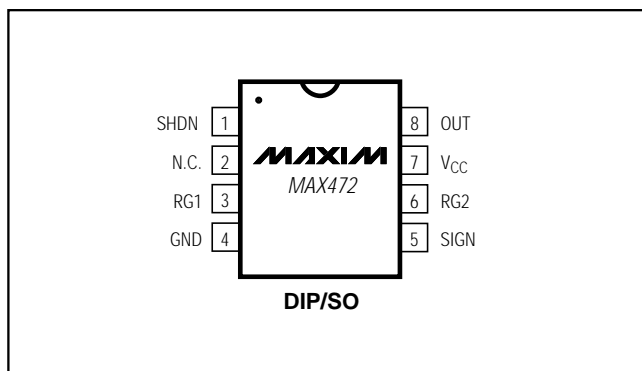 SHDN 1 8 OUT
N.C. 2 MAXIM 7 VCC
RG1 3 MAX472 6 RG2
GND 4 5 SIGN
DIP/SO